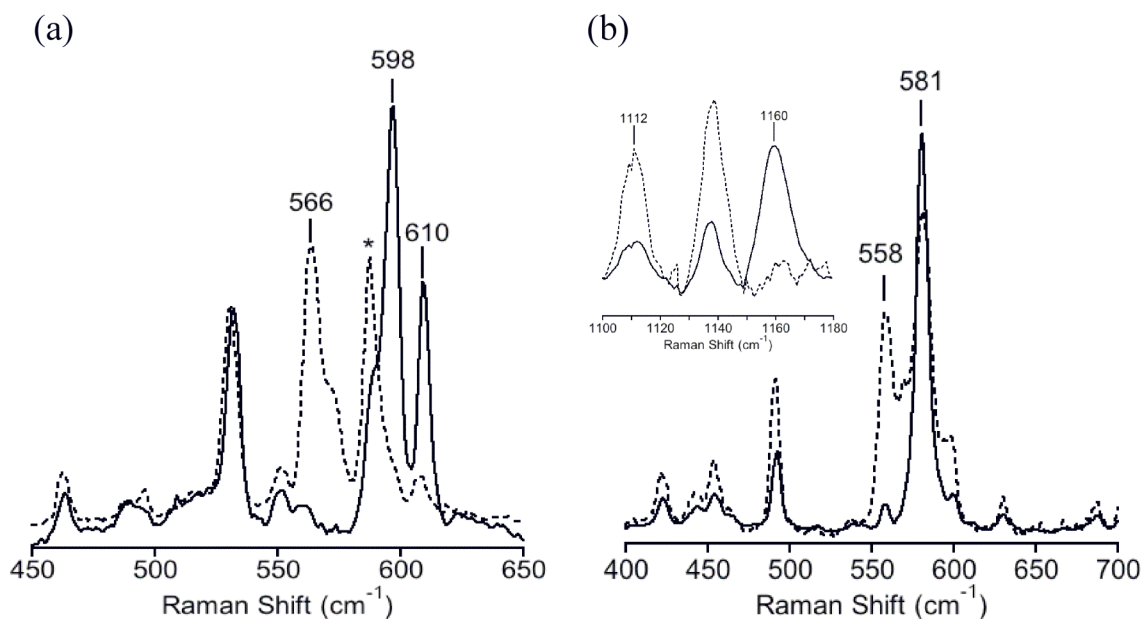 (a)
598
566
*
610
450 500 550 600 650
Raman Shift (cm-1)
(b)
581
1112 1160
558
1100 1120 1140 1160 1180
Raman Shift (cm-1)
400 450 500 550 600 650 700
Raman Shift (cm-1)